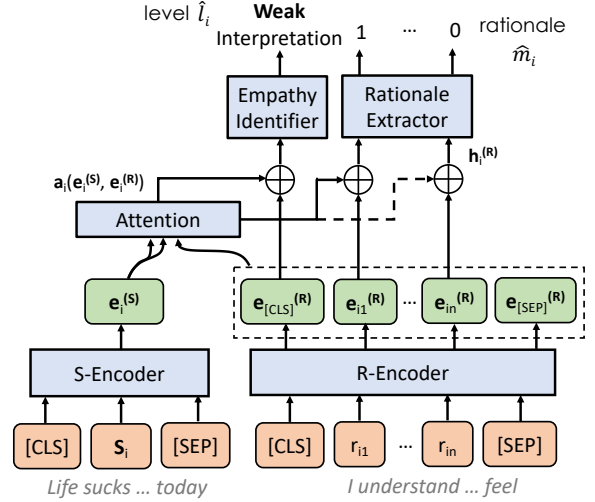 level l̂ᵢ
Weak
Interpretation
1 ... 0
rationale
m̂ᵢ
Empathy
Identifier
Rationale
Extractor
aᵢ(eᵢ⁽ˢ⁾, eᵢ⁽ᴿ⁾)
hᵢ⁽ᴿ⁾
Attention
eᵢ⁽ˢ⁾
e[CLS]⁽ᴿ⁾ eᵢ₁⁽ᴿ⁾ ... eᵢₙ⁽ᴿ⁾ e[SEP]⁽ᴿ⁾
S-Encoder
R-Encoder
[CLS] Sᵢ [SEP]
[CLS] rᵢ₁ ... rᵢₙ [SEP]
Life sucks ... today
I understand ... feel